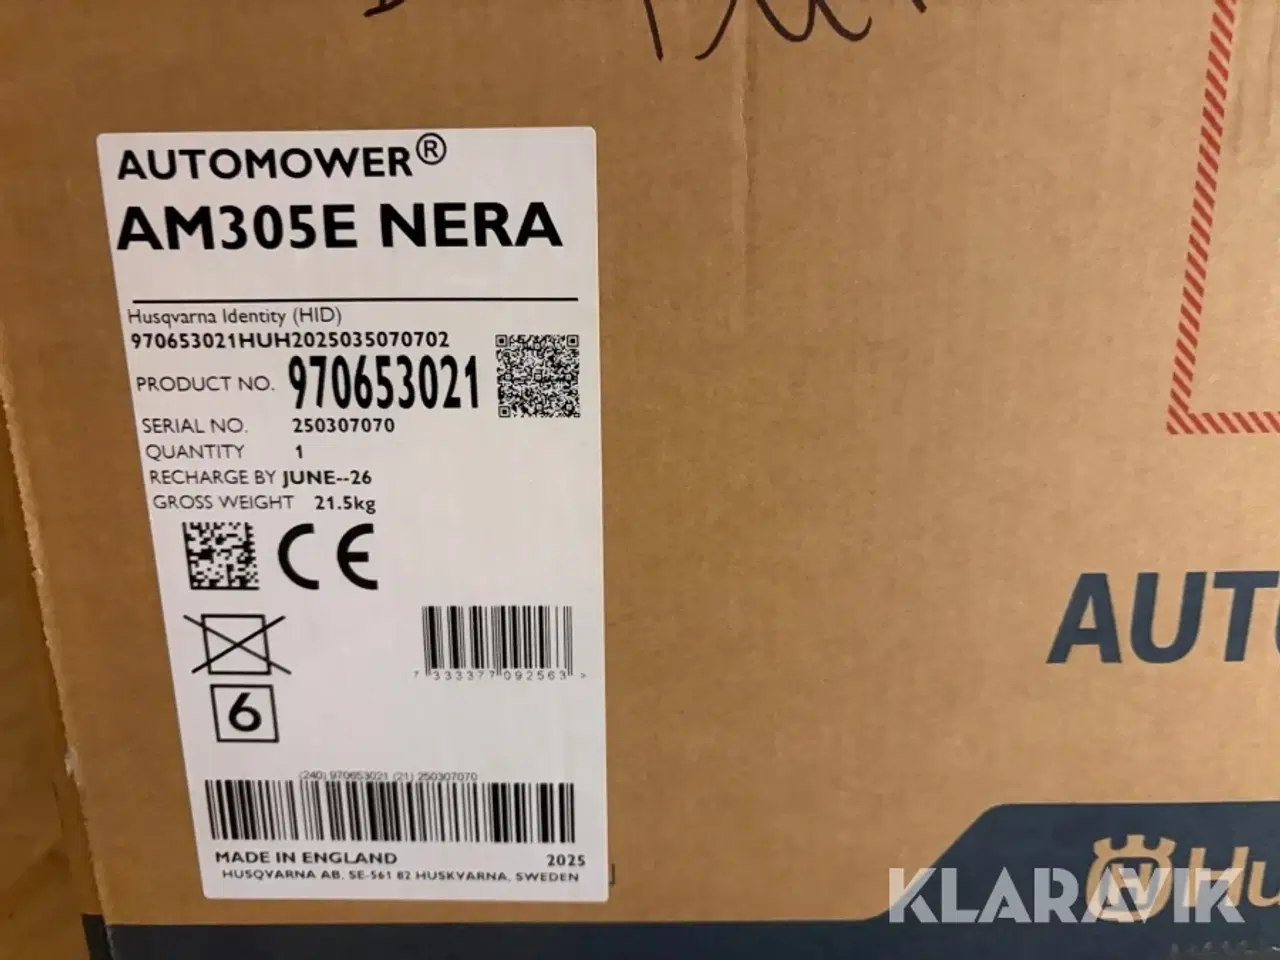 AUTOMOWER®
AM305E NERA
Husqvarna Identity (HID)
970653021HUH2025035070702
PRODUCT NO. 970653021
SERIAL NO. 250307070
QUANTITY 1
RECHARGE BY JUNE--26
GROSS WEIGHT 21.5kg
CE
7 333377 092563 >
6
(240) 970653021 (21) 250307070
MADE IN ENGLAND 2025
HUSQVARNA AB, SE-561 82 HUSKVARNA, SWEDEN
AUTO
Hu
KLARAVIK